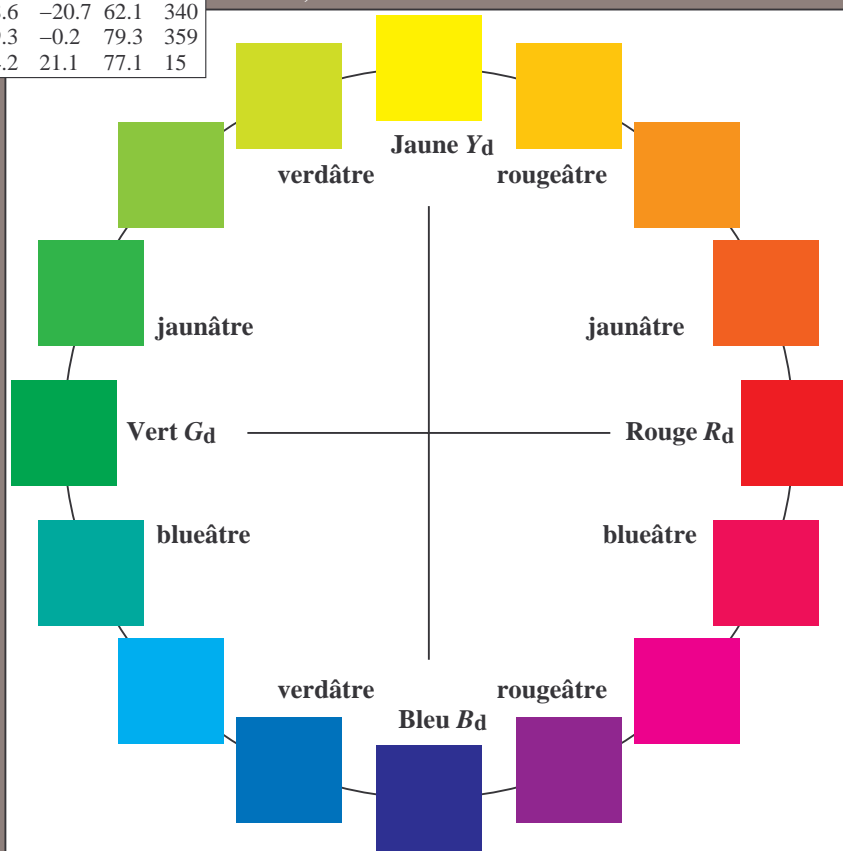 −20.7 62.1 340
−0.2 79.3 359
21.1 77.1 15
Jaune Yd
verdâtre rougeâtre
jaunâtre jaunâtre
Vert Gd Rouge Rd
blueâtre blueâtre
verdâtre rougeâtre
Bleu Bd